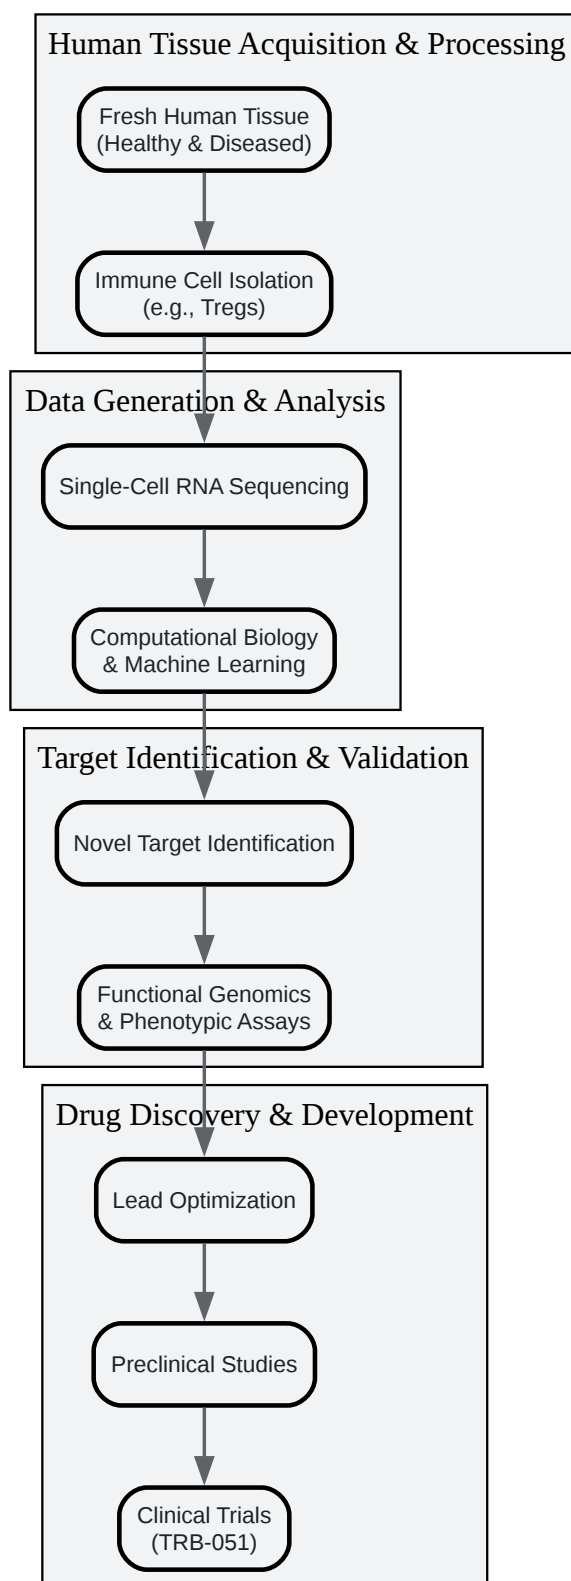 Human Tissue Acquisition & Processing
Fresh Human Tissue
(Healthy & Diseased)
Immune Cell Isolation
(e.g., Tregs)
Data Generation & Analysis
Single-Cell RNA Sequencing
Computational Biology
& Machine Learning
Target Identification & Validation
Novel Target Identification
Functional Genomics
& Phenotypic Assays
Drug Discovery & Development
Lead Optimization
Preclinical Studies
Clinical Trials
(TRB-051)